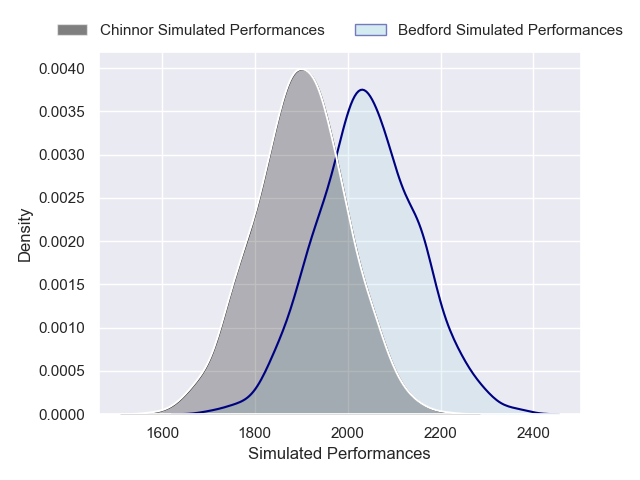 Chinnor Simulated Performances Bedford Simulated Performances
0.0040
0.0035
0.0030
0.0025
0.0020
0.0015
0.0010
0.0005
0.0000
Density
1600 1800 2000 2200 2400
Simulated Performances